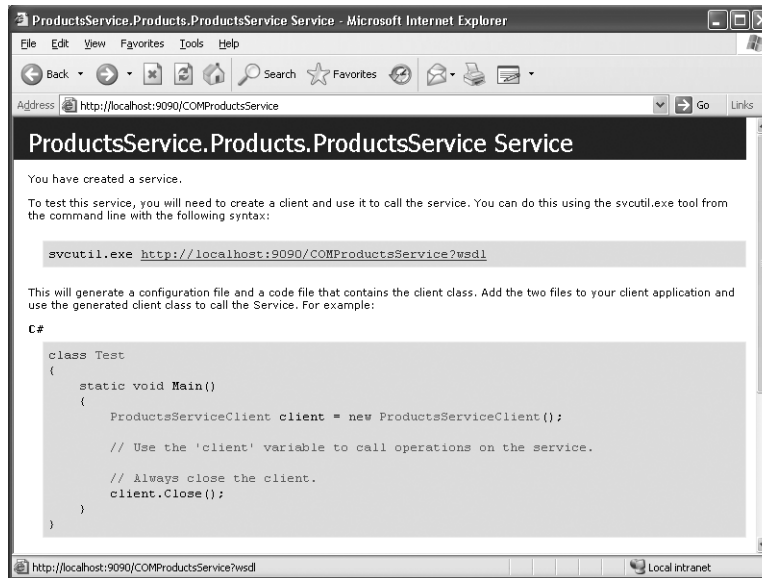 ProductsService.Products.ProductsService Service - Microsoft Internet Explorer
File Edit View Favorites Tools Help
Back Search Favorites
Address http://localhost:9090/COMProductsService Go Links
ProductsService.Products.ProductsService Service
You have created a service.
To test this service, you will need to create a client and use it to call the service. You can do this using the svcutil.exe tool from
the command line with the following syntax:
svcutil.exe http://localhost:9090/COMProductsService?wsdl
This will generate a configuration file and a code file that contains the client class. Add the two files to your client application and
use the generated client class to call the Service. For example:
C#
class Test
{
static void Main()
{
ProductsServiceClient client = new ProductsServiceClient();
// Use the 'client' variable to call operations on the service.
// Always close the client.
client.Close();
}
}
http://localhost:9090/COMProductsService?wsdl Local intranet